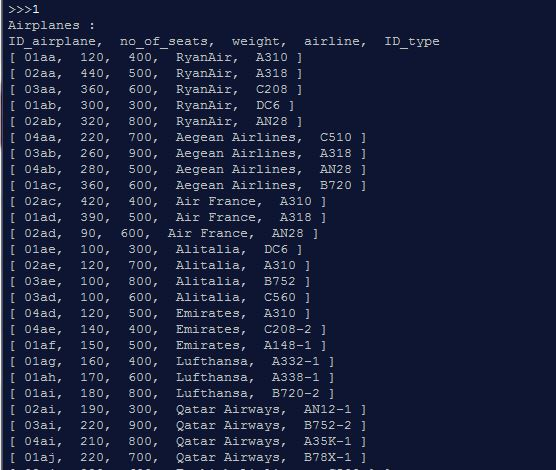 >>>1
Airplanes :
ID_airplane,  no_of_seats,  weight,  airline,  ID_type
[ 01aa,  120,  400,  RyanAir,  A310 ]
[ 02aa,  440,  500,  RyanAir,  A318 ]
[ 03aa,  360,  600,  RyanAir,  C208 ]
[ 01ab,  300,  300,  RyanAir,  DC6 ]
[ 02ab,  320,  800,  RyanAir,  AN28 ]
[ 04aa,  220,  700,  Aegean Airlines,  C510 ]
[ 03ab,  260,  900,  Aegean Airlines,  A318 ]
[ 04ab,  280,  500,  Aegean Airlines,  AN28 ]
[ 01ac,  360,  600,  Aegean Airlines,  B720 ]
[ 02ac,  420,  400,  Air France,  A310 ]
[ 01ad,  390,  500,  Air France,  A318 ]
[ 02ad,  90,  600,  Air France,  AN28 ]
[ 01ae,  100,  300,  Alitalia,  DC6 ]
[ 02ae,  120,  700,  Alitalia,  A310 ]
[ 03ae,  100,  800,  Alitalia,  B752 ]
[ 03ad,  100,  600,  Alitalia,  C560 ]
[ 04ad,  120,  500,  Emirates,  A310 ]
[ 04ae,  140,  400,  Emirates,  C208-2 ]
[ 01af,  150,  500,  Emirates,  A148-1 ]
[ 01ag,  160,  400,  Lufthansa,  A332-1 ]
[ 01ah,  170,  600,  Lufthansa,  A338-1 ]
[ 01ai,  180,  800,  Lufthansa,  B720-2 ]
[ 02ai,  190,  300,  Qatar Airways,  AN12-1 ]
[ 03ai,  220,  900,  Qatar Airways,  B752-2 ]
[ 04ai,  210,  800,  Qatar Airways,  A35K-1 ]
[ 01aj,  220,  700,  Qatar Airways,  B78X-1 ]